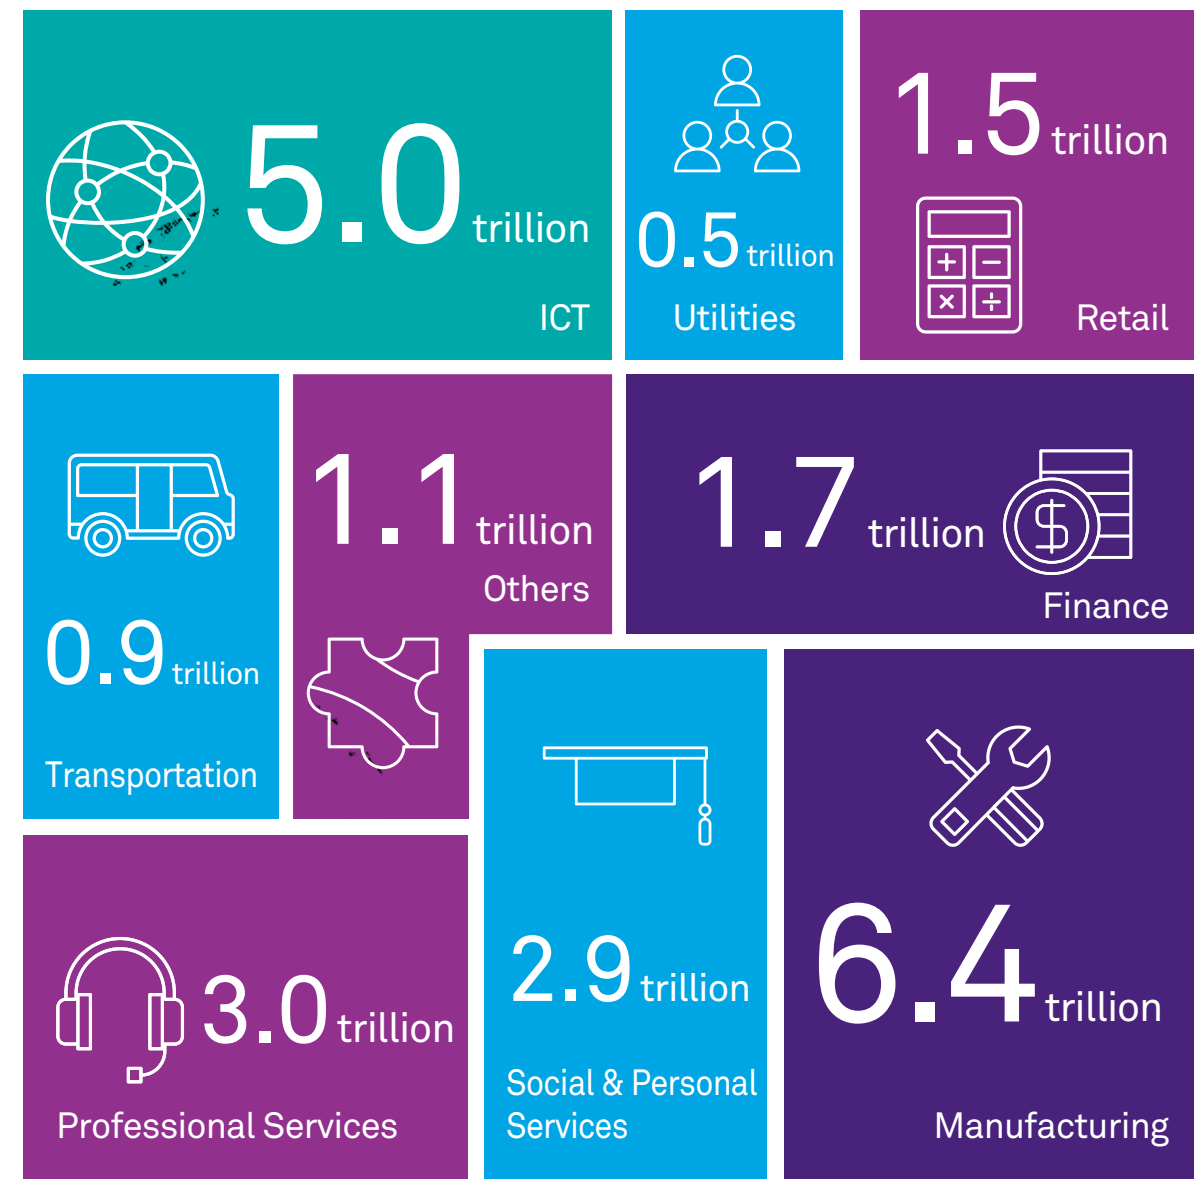 5.0 trillion
ICT
0.5 trillion
Utilities
1.5 trillion
Retail
0.9 trillion
Transportation
1.1 trillion
Others
1.7 trillion
Finance
3.0 trillion
Professional Services
2.9 trillion
Social & Personal
Services
6.4 trillion
Manufacturing